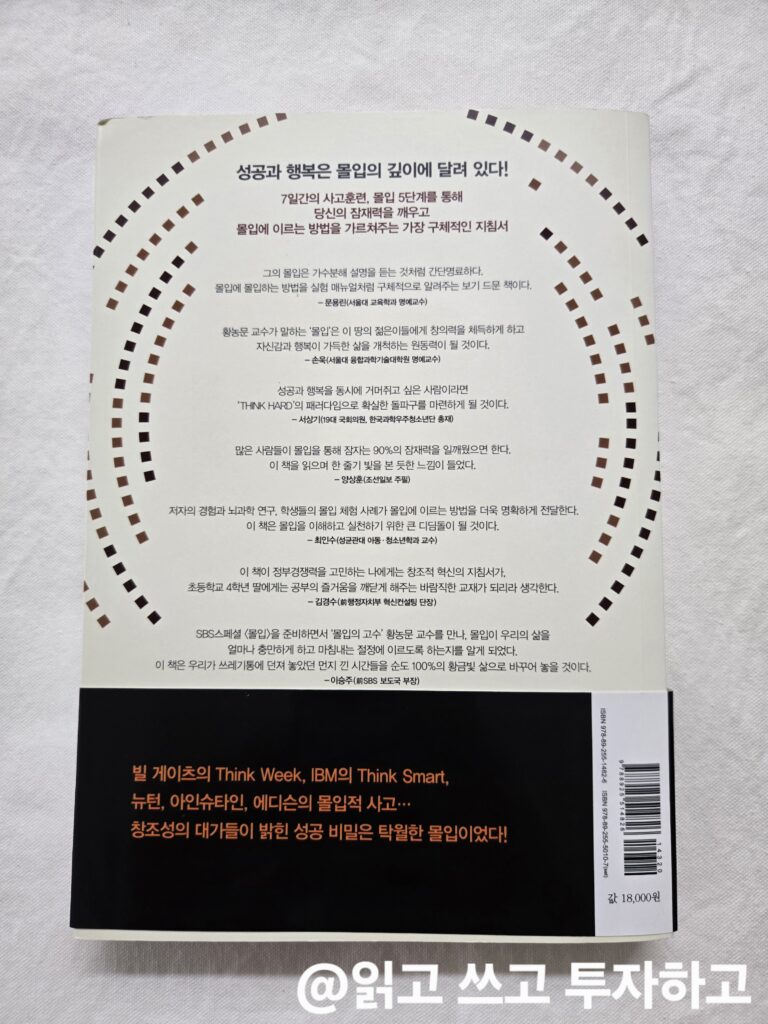 성공과 행복은 몰입의 깊이에 달려 있다!
7일간의 사고훈련, 몰입 5단계를 통해
당신의 잠재력을 깨우고
몰입에 이르는 방법을 가르쳐주는 가장 구체적인 지침서
그의 몰입은 가수분해 설명을 듣는 것처럼 간단명료하다.
몰입에 몰입하는 방법을 실험 매뉴얼처럼 구체적으로 알려주는 보기 드문 책이다.
– 문용린(서울대 교육학과 명예교수)
황농문 교수가 말하는 '몰입'은 이 땅의 젊은이들에게 창의력을 체득하게 하고
자신감과 행복이 가득한 삶을 개척하는 원동력이 될 것이다.
– 손욱(서울대 융합과학기술대학원 명예교수)
성공과 행복을 동시에 거머쥐고 싶은 사람이라면
'THINK HARD'의 패러다임으로 확실한 돌파구를 마련하게 될 것이다.
– 서상기(19대 국회의원, 한국과학우주청소년단 총재)
많은 사람들이 몰입을 통해 잠자는 90%의 잠재력을 일깨웠으면 한다.
이 책을 읽으며 한 줄기 빛을 본 듯한 느낌이 들었다.
– 양상훈(조선일보 주필)
저자의 경험과 뇌과학 연구, 학생들의 몰입 체험 사례가 몰입에 이르는 방법을 더욱 명확하게 전달한다.
이 책은 몰입을 이해하고 실천하기 위한 큰 디딤돌이 될 것이다.
– 최인수(성균관대 아동·청소년학과 교수)
이 책이 정부경쟁력을 고민하는 나에게는 창조적 혁신의 지침서가,
초등학교 4학년 딸에게는 공부의 즐거움을 깨닫게 해주는 바람직한 교재가 되리라 생각한다.
– 김경수(前행정자치부 혁신컨설팅 단장)
SBS스페셜 〈몰입〉을 준비하면서 '몰입의 고수' 황농문 교수를 만나, 몰입이 우리의 삶을
얼마나 충만하게 하고 마침내는 절정에 이르도록 하는지를 알게 되었다.
이 책은 우리가 쓰레기통에 던져 놓았던 먼지 낀 시간들을 순도 100%의 황금빛 삶으로 바꾸어 놓을 것이다.
– 이승주(前SBS 보도국 부장)
빌 게이츠의 Think Week, IBM의 Think Smart,
뉴턴, 아인슈타인, 에디슨의 몰입적 사고…
창조성의 대가들이 밝힌 성공 비밀은 탁월한 몰입이었다!
ISBN 978-89-255-1482-6
ISBN 978-89-255-5010-7(set)
9 788925 514826
14320
값 18,000원
@읽고 쓰고 투자하고